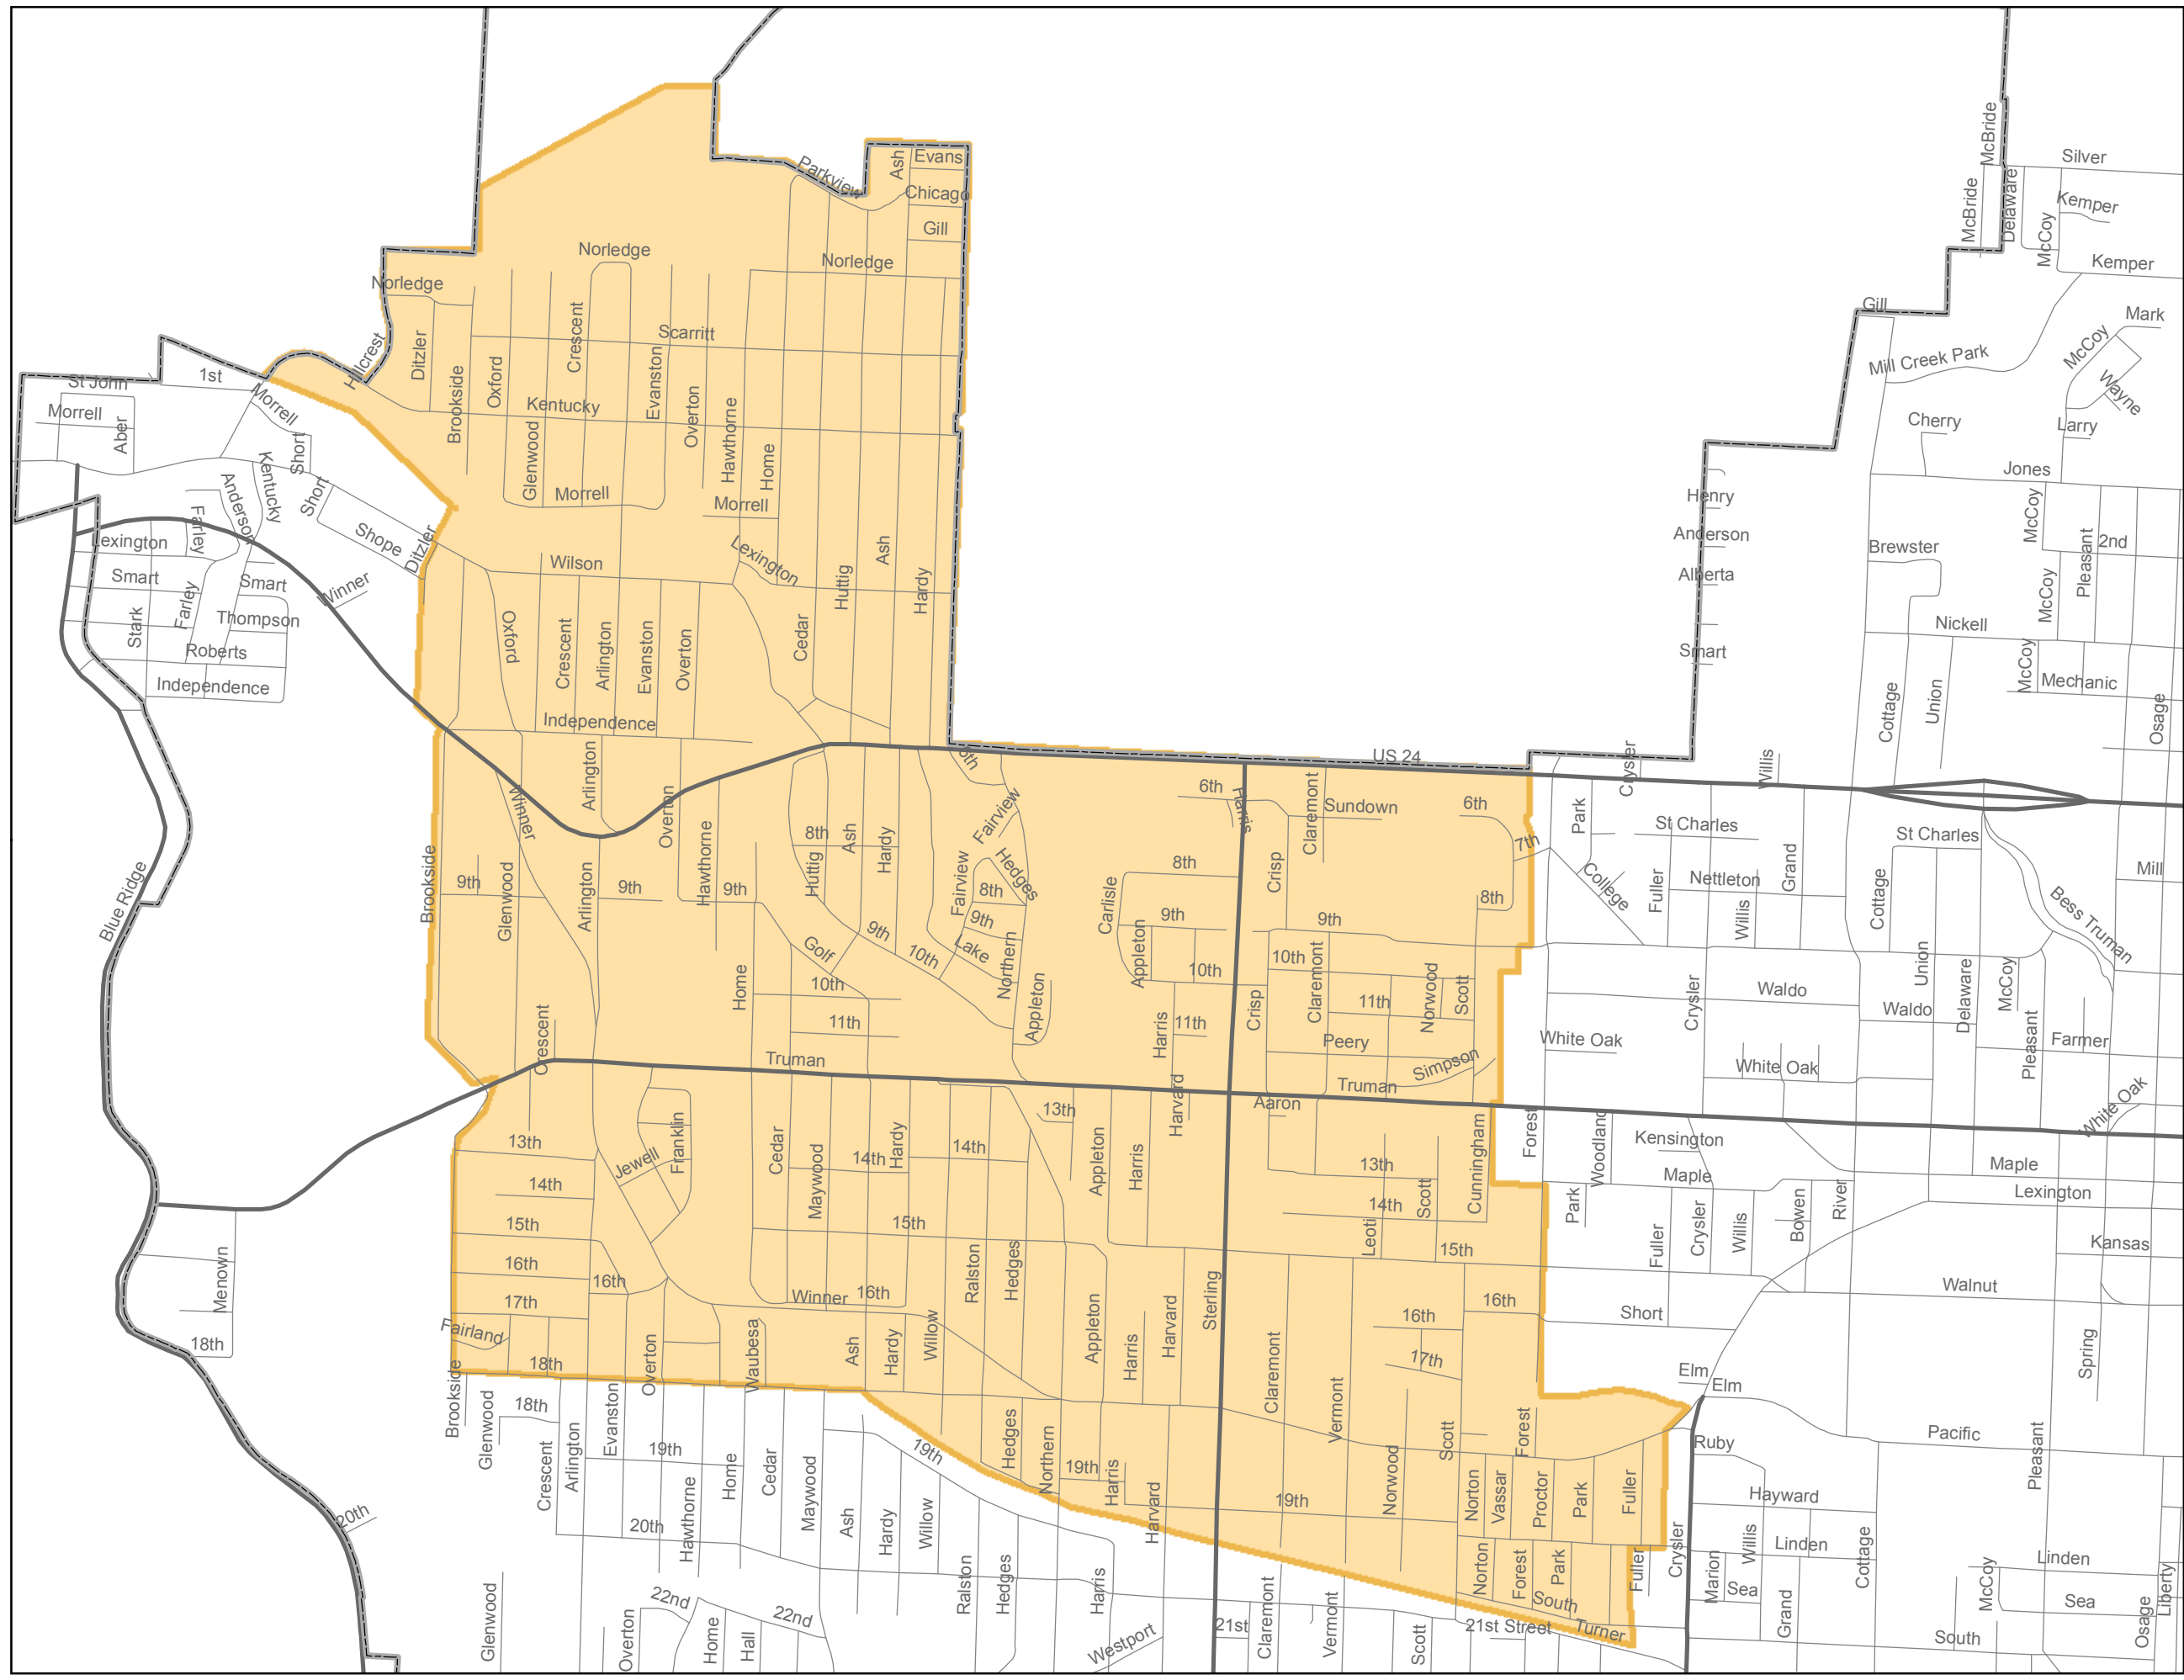 McBride
Silver
Parkview
Ash
Evans
McBride
Delaware
Chicago
Kemper
Gill
McCoy
Norledge
Norledge
Kemper
Norledge
Gill
Mark
Hillcrest
Ditzler
Crescent
Scarritt
McCoy
Mill Creek Park
St John
1st
Oxford
Evanston
Wayne
Morrell
Aber
Morrell
Brookside
Kentucky
Overton
Hawthorne
Home
Cherry
Larry
Short
Kentucky
Glenwood
Morrell
Morrell
Jones
Anderson
Short
Farley
Henry
McCoy
Lexington
Shope
Ditzler
Anderson
Brewster
Pleasant
2nd
Smart
Smart
Winner
Wilson
Lexington
Ash
Huttig
Hardy
Alberta
McCoy
Stark
Farley
Thompson
Oxford
Crescent
Arlington
Evanston
Overton
Cedar
Nickell
Roberts
Smart
McCoy
Independence
Mechanic
Independence
Cottage
Union
Osage
US 24
Crysler
Willis
Winner
Arlington
Overton
Fairview
6th
Harris
Claremont
Sundown
6th
Park
8th
Ash
Hardy
7th
St Charles
St Charles
Blue Ridge
Brookside
Hawthorne
Huttig
Hedges
8th
Crisp
Grand
Mill
9th
Glenwood
Arlington
9th
9th
Fairview
8th
Carlisle
8th
College
Fuller
Nettleton
Willis
Cottage
Bess Truman
9th
9th
9th
9th
Golf
10th
Lake
Northern
Appleton
10th
10th
Claremont
Norwood
Scott
Union
Home
10th
Appleton
Crisp
11th
Crysler
Waldo
Waldo
Delaware
McCoy
11th
Harris
11th
Crescent
Truman
Peery
Simpson
White Oak
White Oak
Pleasant
Farmer
Truman
Aaron
Harvard
White Oak
13th
13th
Franklin
Cedar
Maywood
Hardy
14th
14th
Appleton
Harris
Cunningham
Forest
Woodland
Kensington
Jewell
13th
Maple
Maple
14th
Scott
14th
Park
Bowen
River
Lexington
15th
15th
Leoti
15th
Fuller
Crysler
Willis
Kansas
Menown
16th
16th
Ralston
Hedges
Walnut
17th
Winner
16th
16th
16th
Short
Sterling
Fairland
18th
18th
Overton
Waubesa
Ash
Hardy
Willow
Appleton
Harris
Harvard
Claremont
17th
Elm
Elm
Spring
Brookside
Glenwood
18th
Evanston
Vermont
Scott
Forest
Hedges
Northern
19th
19th
Ruby
Pacific
Crescent
Arlington
Home
Cedar
Maywood
19th
Harris
Norwood
Norton
Vassar
Proctor
Park
Fuller
Pleasant
20th
20th
Hawthorne
Ash
Hardy
Willow
Harvard
19th
Hayward
Crysler
Willis
Linden
Cottage
Linden
Glenwood
22nd
22nd
Ralston
Hedges
Harris
Norton
Forest
Park
Fuller
Marion
Sea
McCoy
Sea
Liberty
South
Overton
Home
Hall
Westport
21st
Claremont
Vermont
Scott
21st Street
Turner
Grand
South
Osage